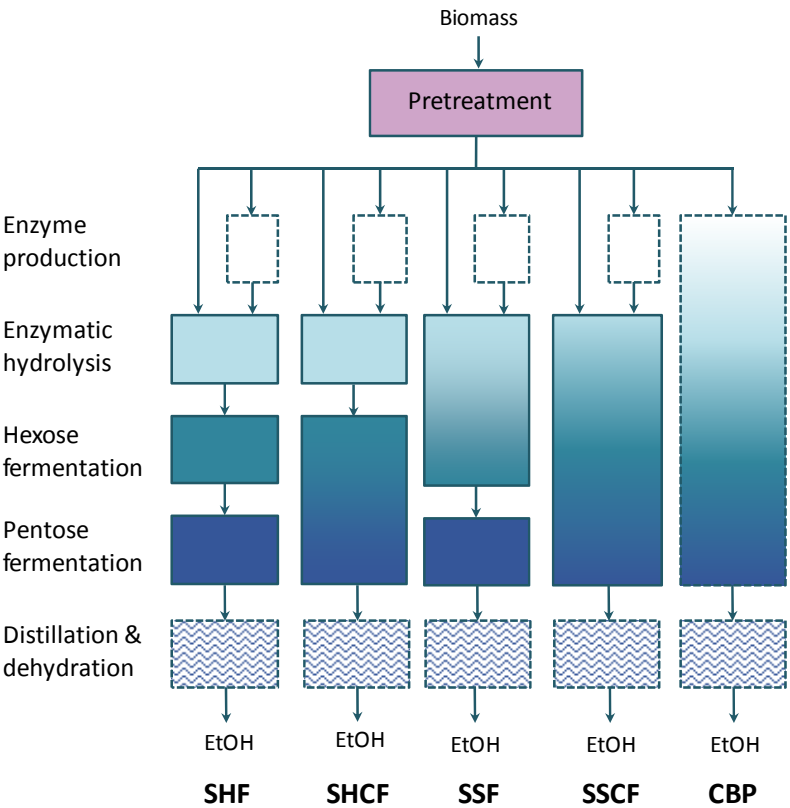 Biomass
Pretreatment
Enzyme
production
Enzymatic
hydrolysis
Hexose
fermentation
Pentose
fermentation
Distillation &
dehydration
EtOH EtOH EtOH EtOH EtOH
SHF SHCF SSF SSCF CBP